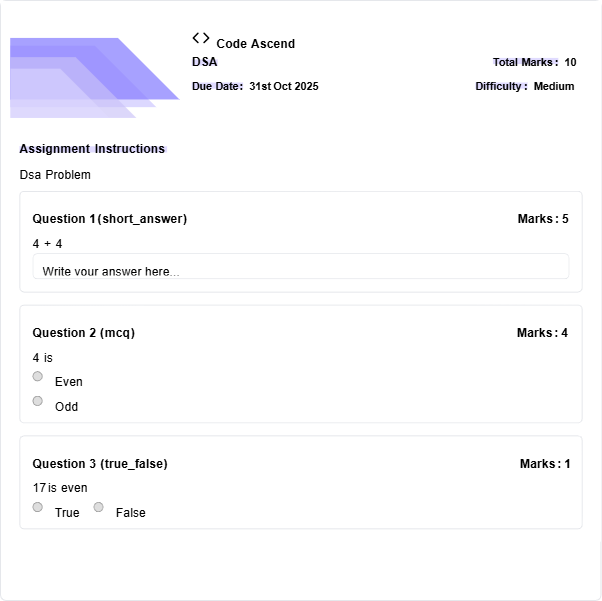 <> Code Ascend
DSA
Total Marks: 10
Due Date: 31st Oct 2025
Difficulty: Medium
Assignment Instructions
Dsa Problem
Question 1 (short_answer)
Marks: 5
4 + 4
Write your answer here...
Question 2 (mcq)
Marks: 4
4 is
Even
Odd
Question 3 (true_false)
Marks: 1
17 is even
True False